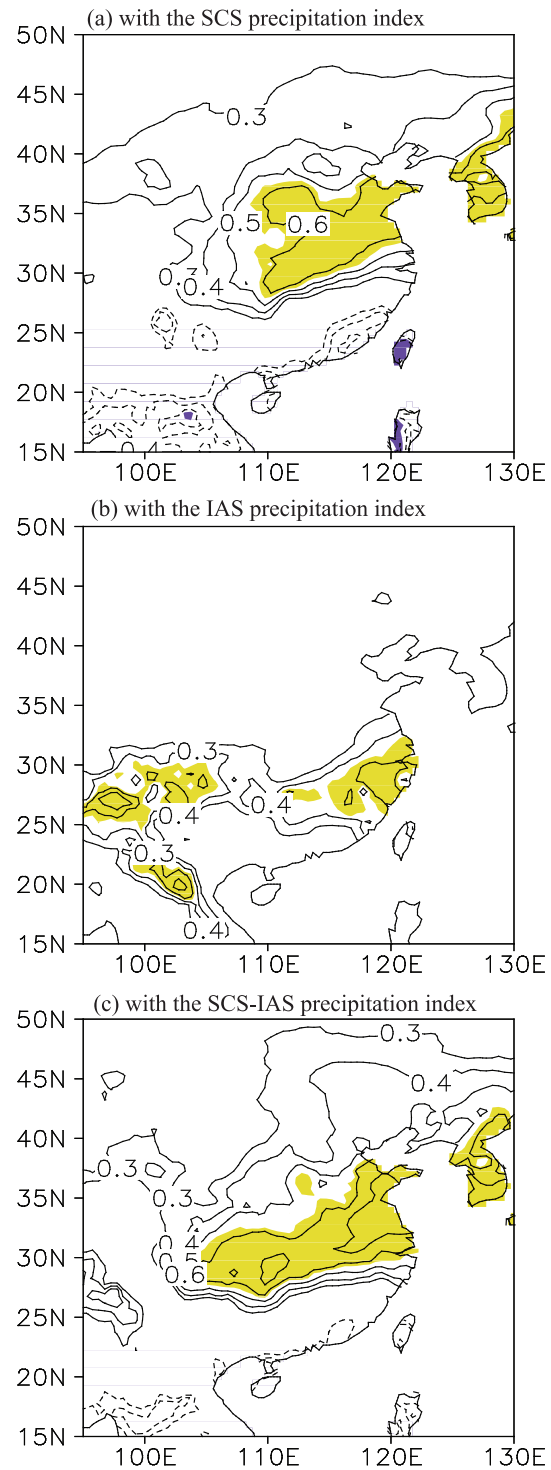 (a) with the SCS precipitation index
50N
45N
0.3
40N
35N
0.5 0.6
30N
0.3
0.4
25N
20N
15N
100E 110E 120E 130E
(b) with the IAS precipitation index
50N
45N
40N
35N
30N
0.3
0.4
0.4
25N
0.3
20N
0.4
15N
100E 110E 120E 130E
(c) with the SCS-IAS precipitation index
50N
0.3
45N
0.4
40N
0.3
35N
0.3
0.4
30N
0.5
0.6
25N
20N
15N
100E 110E 120E 130E